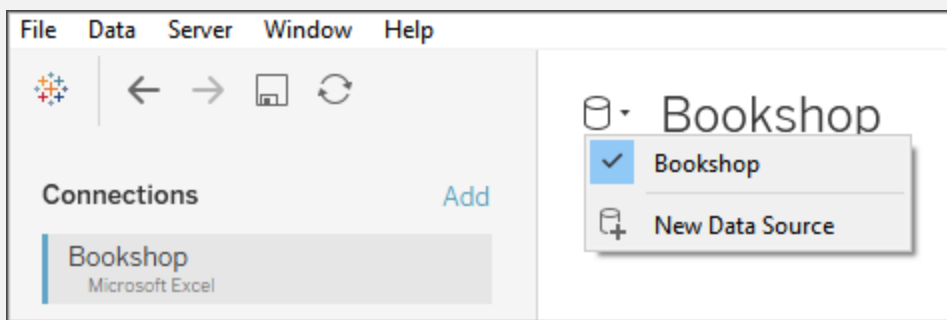 File Data Server Window Help
Connections Add
Bookshop
Microsoft Excel
Bookshop
Bookshop
New Data Source